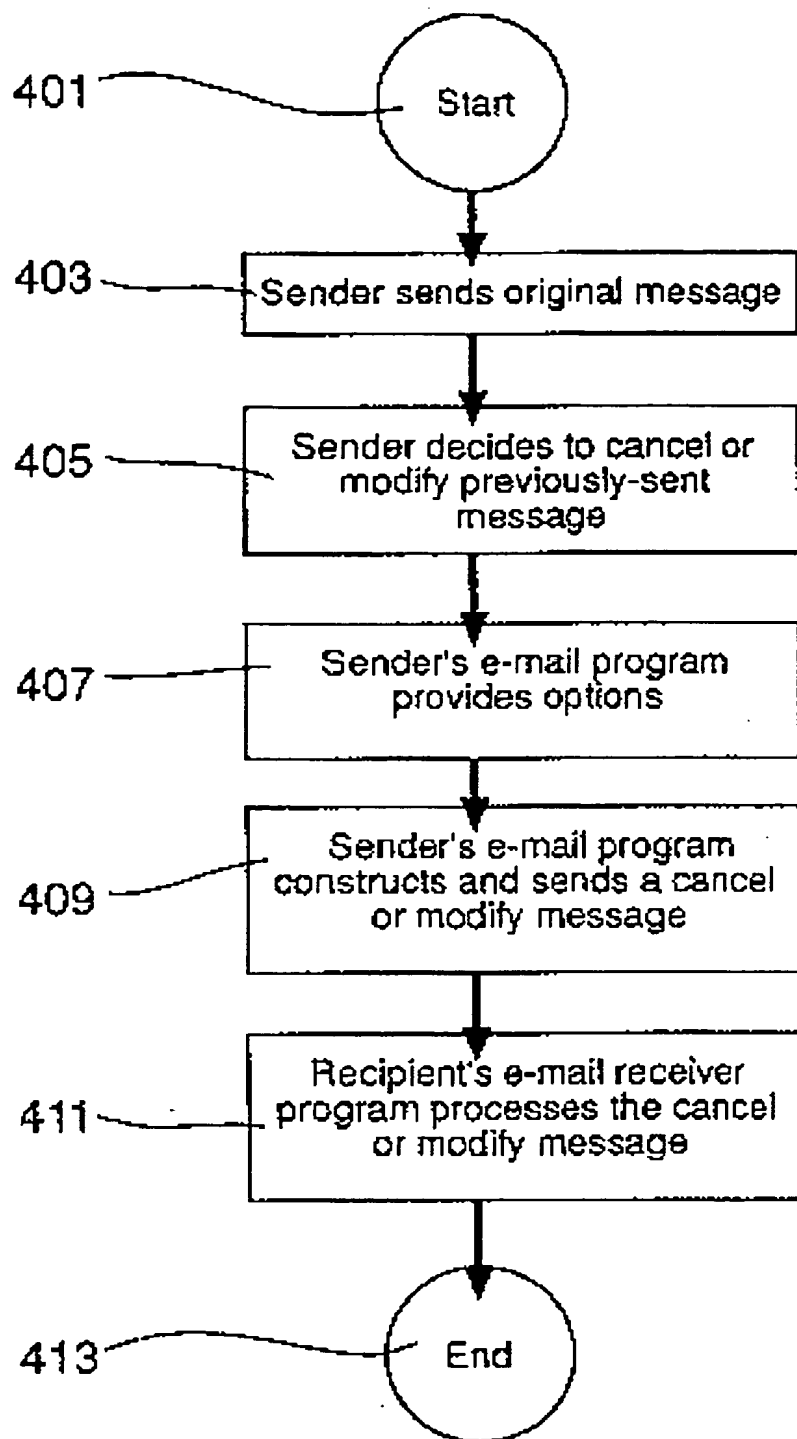 401
Start
403
Sender sends original message
405
Sender decides to cancel or
modify previously-sent
message
407
Sender's e-mail program
provides options
409
Sender's e-mail program
constructs and sends a cancel
or modify message
411
Recipient's e-mail receiver
program processes the cancel
or modify message
413
End